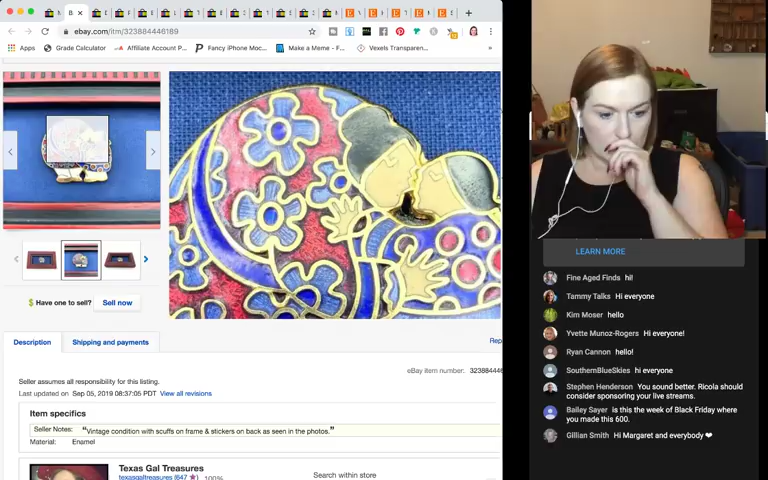 ebay.com/itm/323884446189
Apps
Grade Calculator
Affiliate Account P...
Fancy iPhone Moc...
Make a Meme - F...
Vexels Transparen...
»
$ Have one to sell? Sell now
Description
Shipping and payments
Rep
eBay item number: 323884446
Seller assumes all responsibility for this listing.
Last updated on Sep 05, 2019 08:37:05 PDT View all revisions
Item specifics
Seller Notes: "Vintage condition with scuffs on frame & stickers on back as seen in the photos."
Material: Enamel
Texas Gal Treasures
texasgaltreasures (647 ★) 100%
Search within store
LEARN MORE
Fine Aged Finds hi!
Tammy Talks Hi everyone
Kim Moser hello
Yvette Munoz-Rogers Hi everyone!
Ryan Cannon hello!
SouthernBlueSkies hi everyone
Stephen Henderson You sound better. Ricola should
consider sponsoring your live streams.
Bailey Sayer is this the week of Black Friday where
you made this 600.
Gillian Smith Hi Margaret and everybody ❤